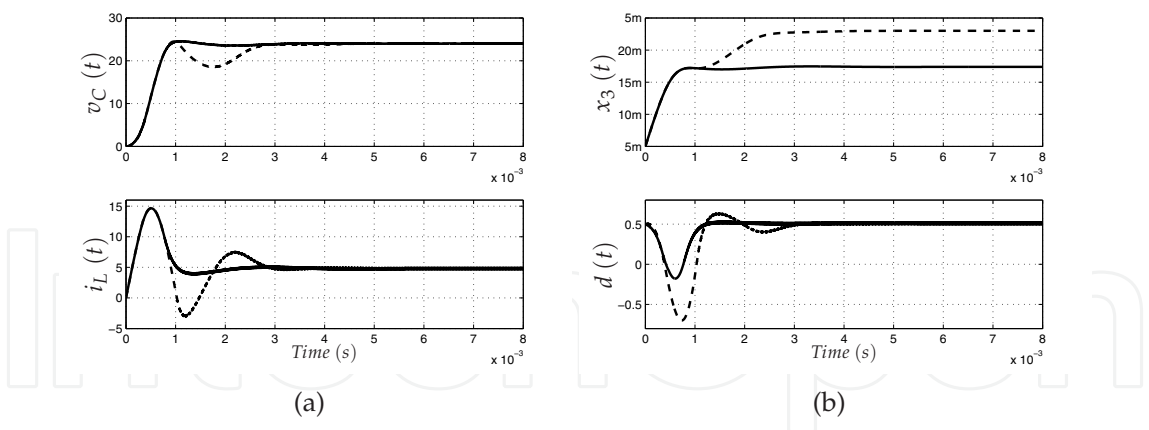 30
20
10
0
v_C (t)
0 1 2 3 4 5 6 7 8
x 10⁻³
15
10
5
0
−5
i_L (t)
0 1 2 3 4 5 6 7 8
Time (s)
x 10⁻³
(a)
5m
20m
15m
10m
5m
x_3 (t)
0 1 2 3 4 5 6 7 8
x 10⁻³
0.5
0
−0.5
d (t)
0 1 2 3 4 5 6 7 8
Time (s)
x 10⁻³
(b)